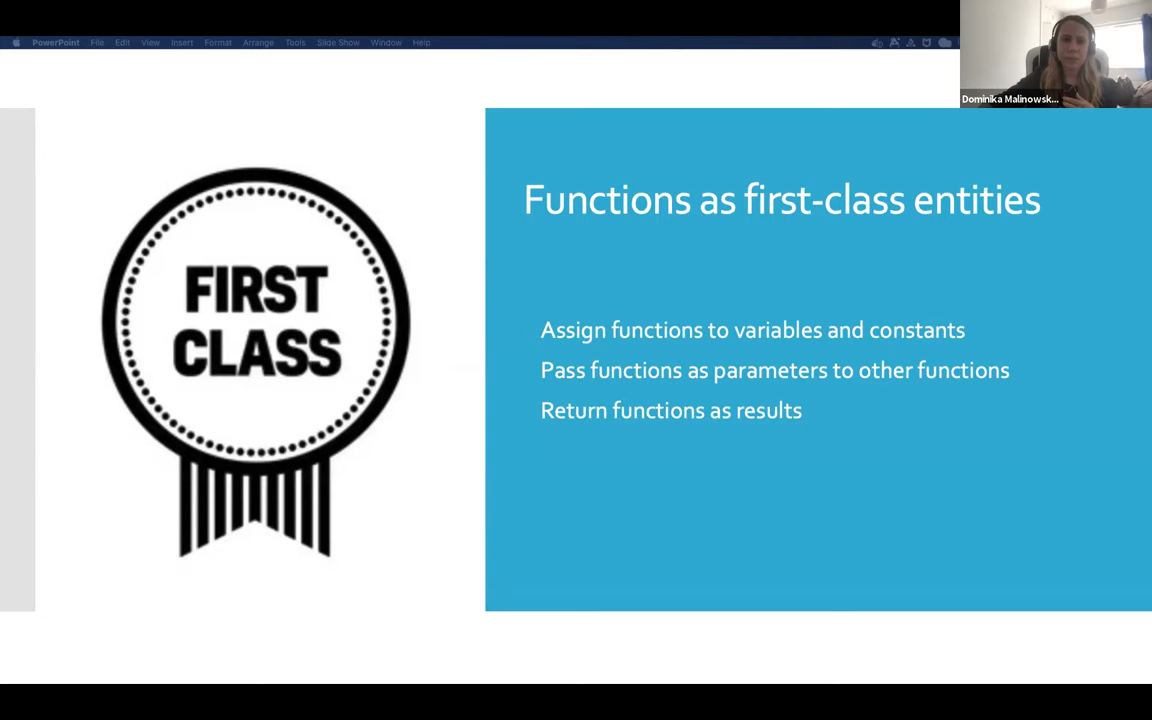 PowerPoint File Edit View Insert Format Arrange Tools Slide Show Window Help
Dominika Malinowsk...
FIRST
CLASS
Functions as first-class entities
Assign functions to variables and constants
Pass functions as parameters to other functions
Return functions as results